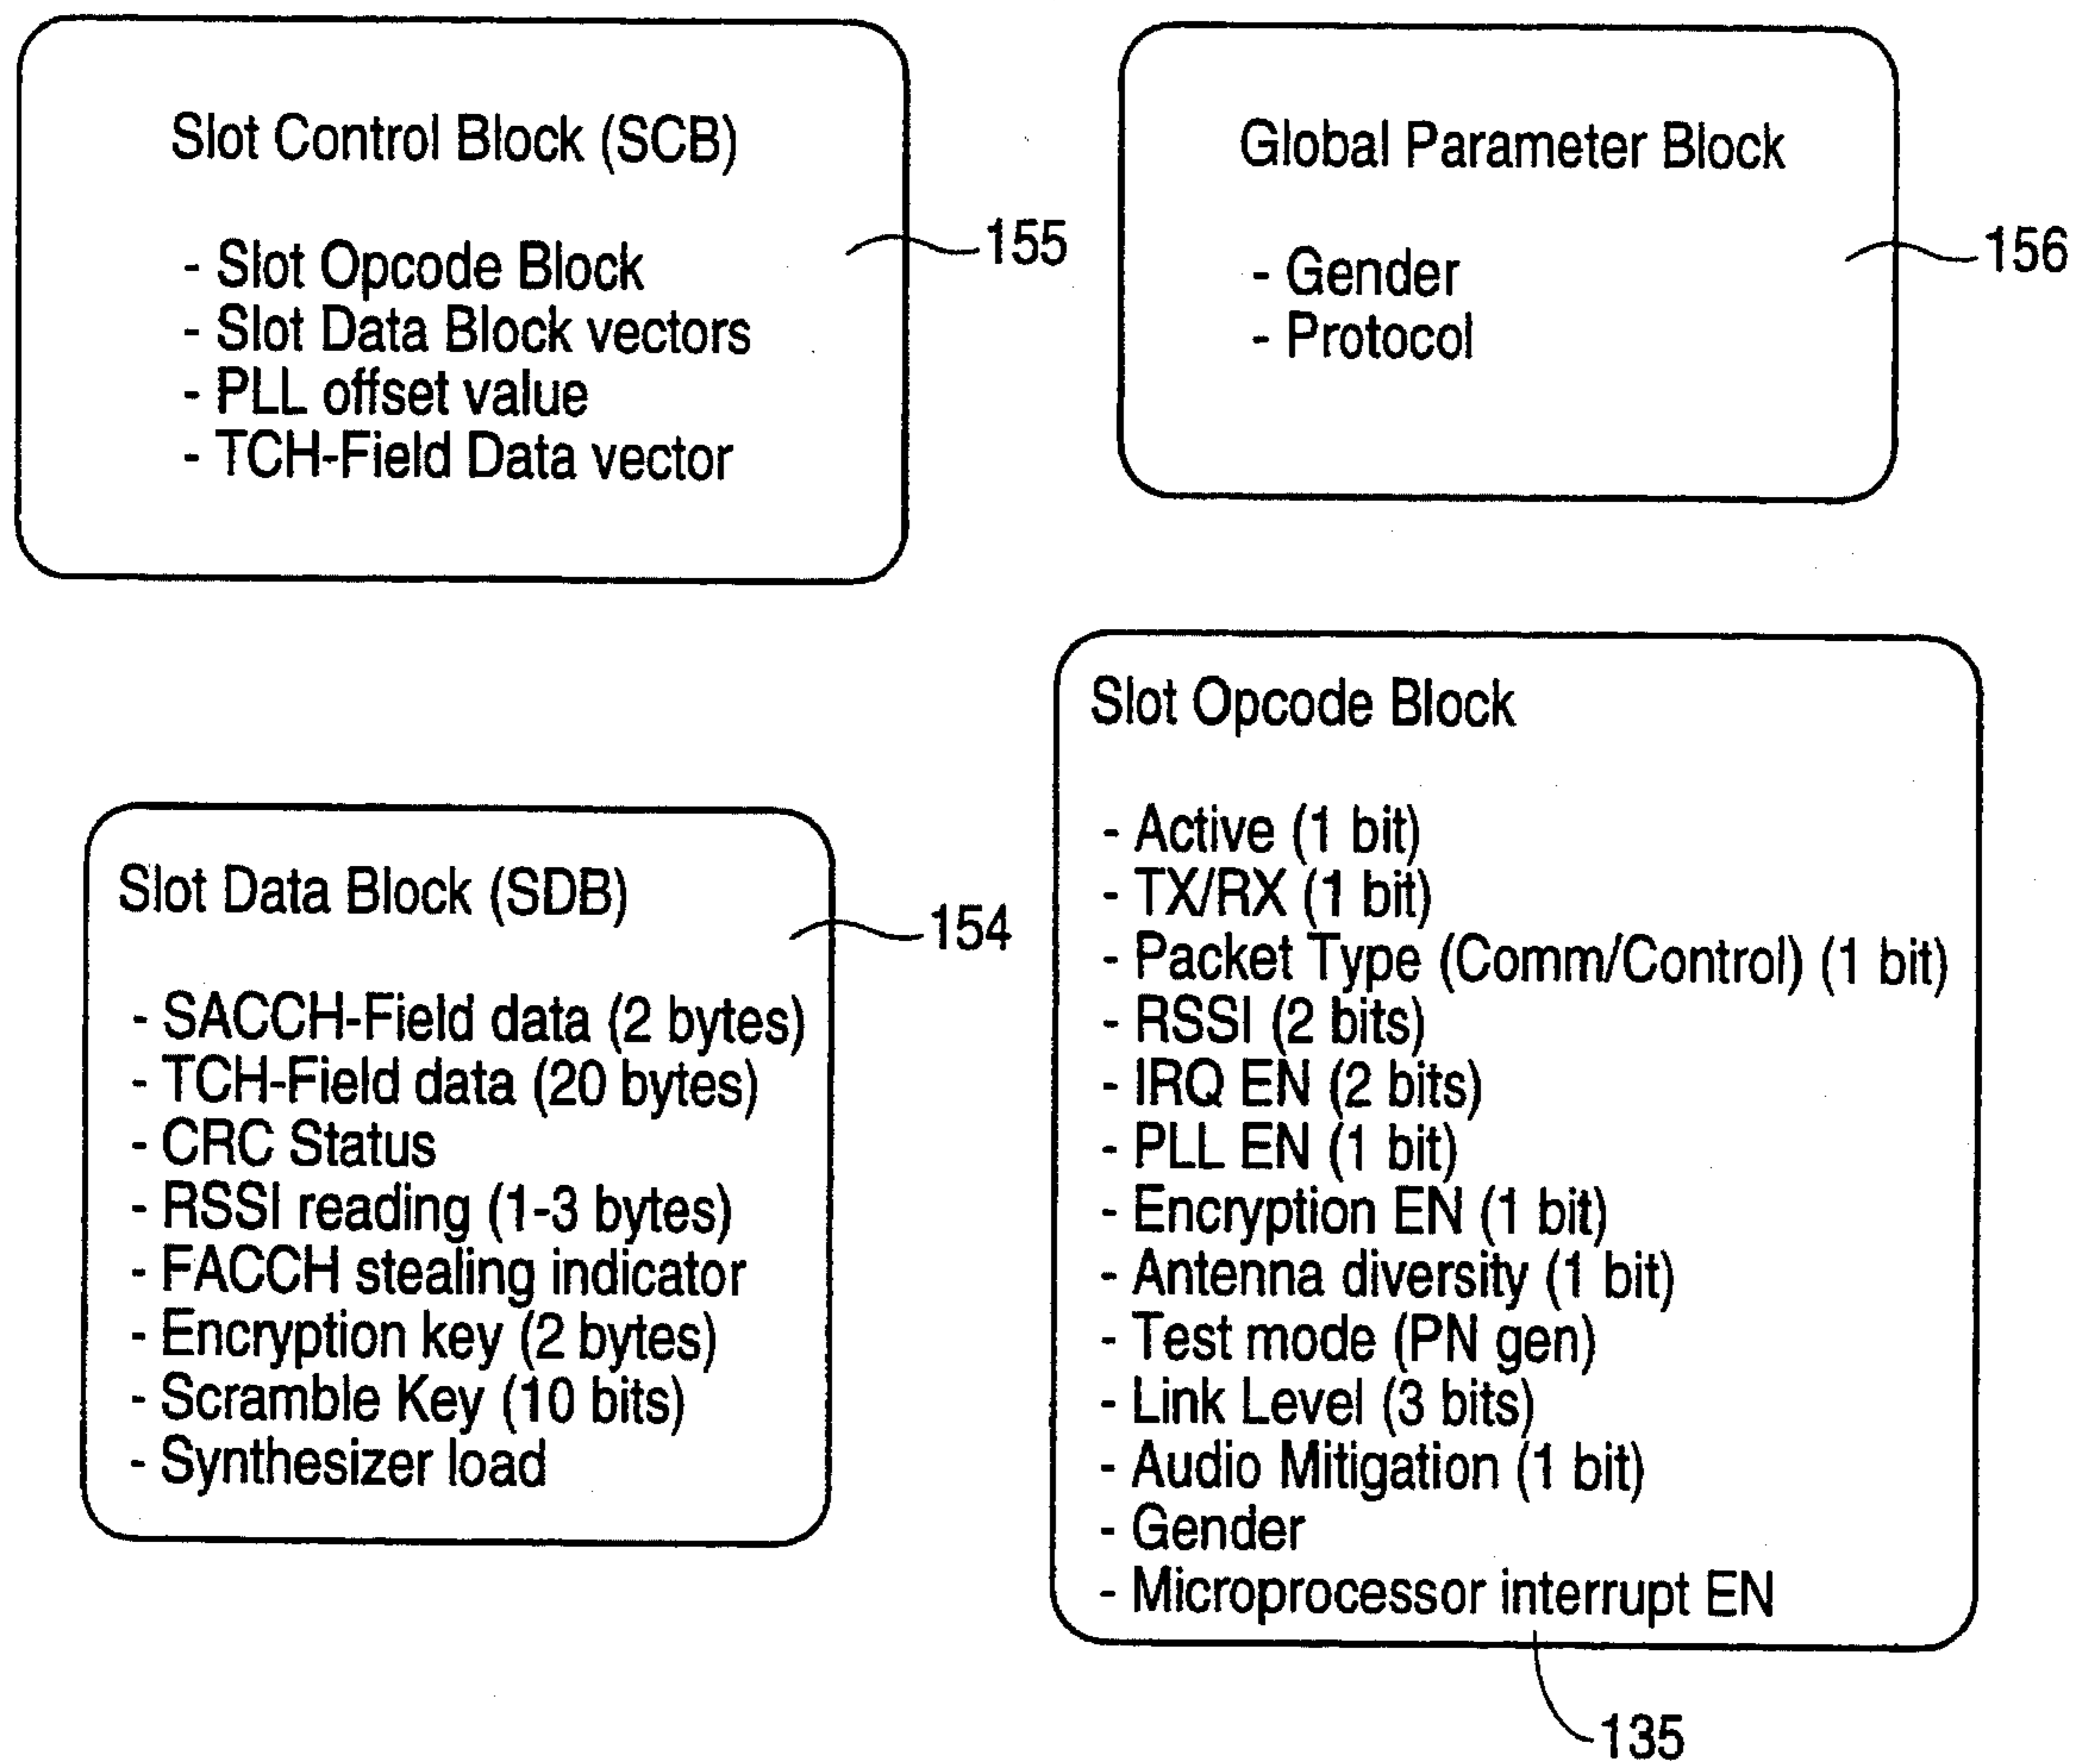 Slot Control Block (SCB)
- Slot Opcode Block
- Slot Data Block vectors
- PLL offset value
- TCH-Field Data vector
155
Global Parameter Block
- Gender
- Protocol
156
Slot Data Block (SDB)
- SACCH-Field data (2 bytes)
- TCH-Field data (20 bytes)
- CRC Status
- RSSI reading (1-3 bytes)
- FACCH stealing indicator
- Encryption key (2 bytes)
- Scramble Key (10 bits)
- Synthesizer load
154
Slot Opcode Block
- Active (1 bit)
- TX/RX (1 bit)
- Packet Type (Comm/Control) (1 bit)
- RSSI (2 bits)
- IRQ EN (2 bits)
- PLL EN (1 bit)
- Encryption EN (1 bit)
- Antenna diversity (1 bit)
- Test mode (PN gen)
- Link Level (3 bits)
- Audio Mitigation (1 bit)
- Gender
- Microprocessor interrupt EN
135